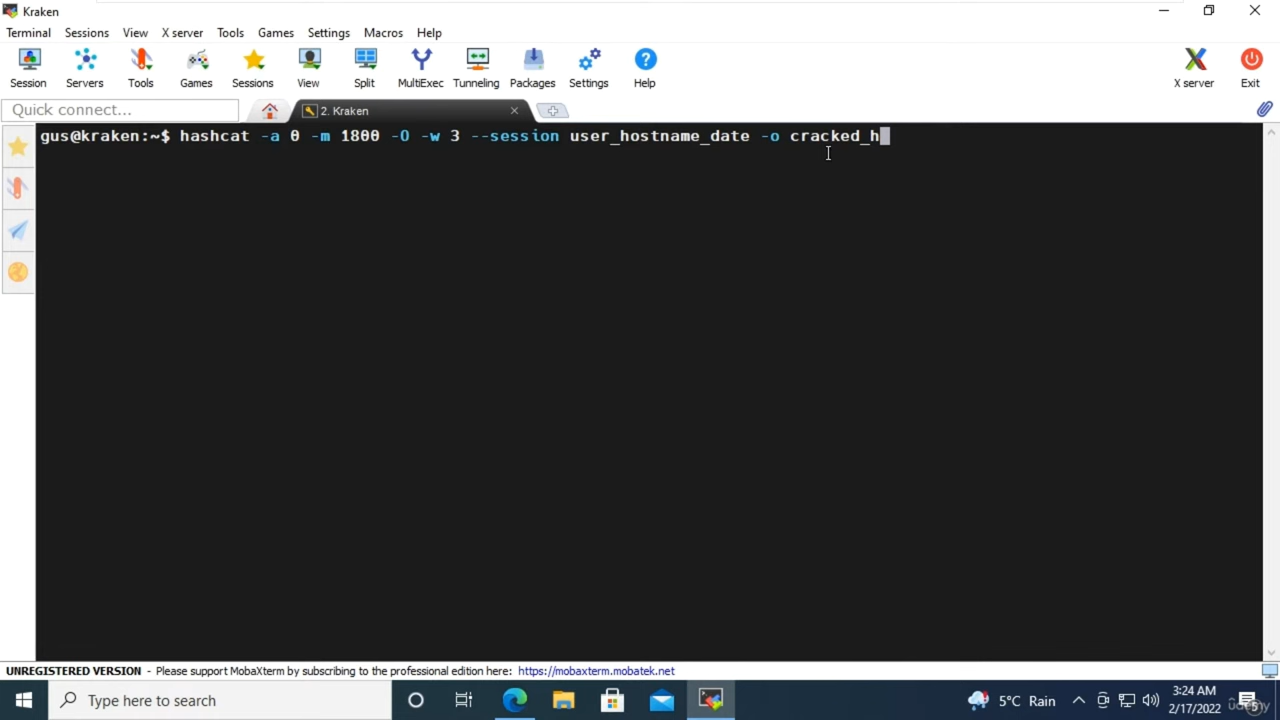 Kraken
Terminal Sessions View X server Tools Games Settings Macros Help
Session Servers Tools Games Sessions View Split MultiExec Tunneling Packages Settings Help X server Exit
Quick connect...
2. Kraken
gus@kraken:~$ hashcat -a 0 -m 1800 -O -w 3 --session user_hostname_date -o cracked_h
UNREGISTERED VERSION - Please support MobaXterm by subscribing to the professional edition here: https://mobaxterm.mobatek.net
Type here to search
5°C Rain
3:24 AM
2/17/2022
5
ûdemy